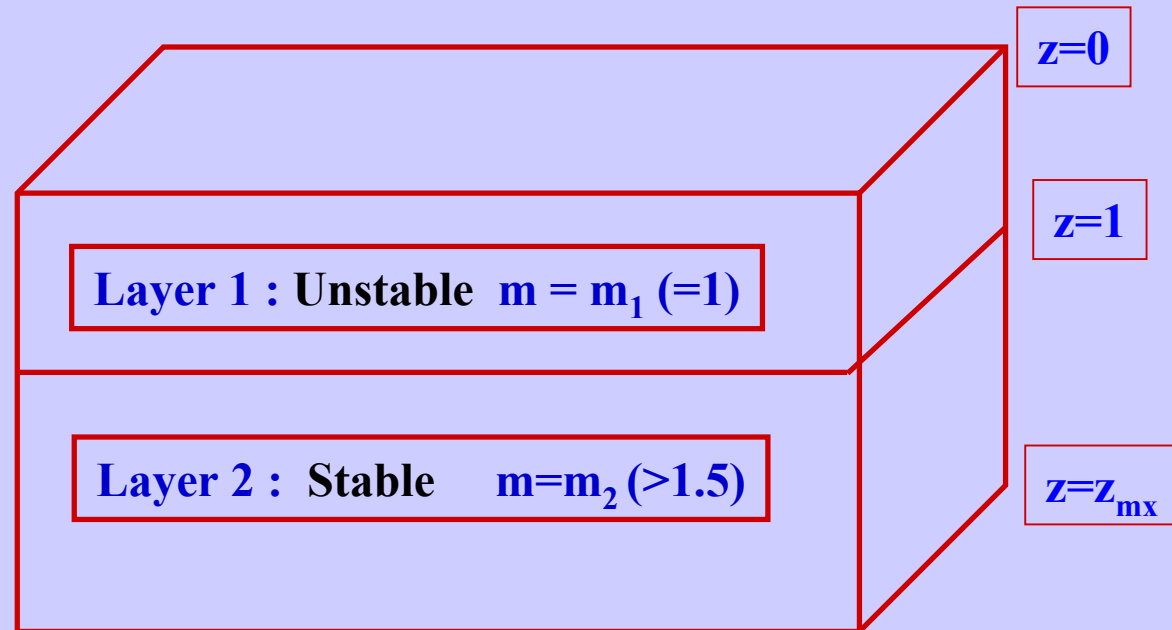 z=0
z=1
Layer 1 : Unstable m = m₁ (=1)
Layer 2 : Stable m=m₂ (>1.5)
z=zₘₓ